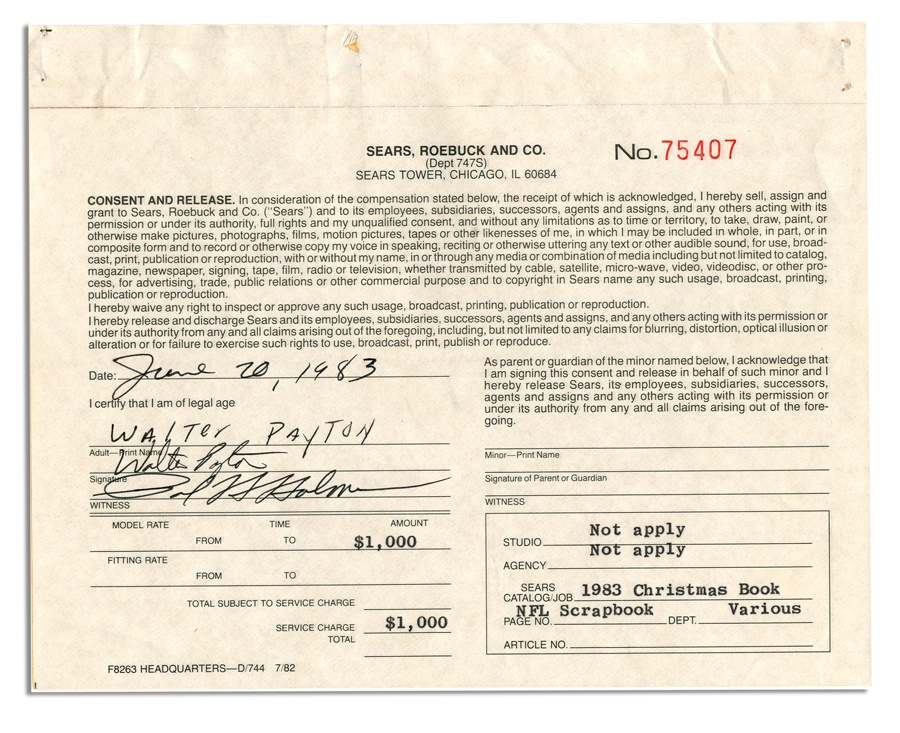 SEARS, ROEBUCK AND CO.
(Dept 747S)
SEARS TOWER, CHICAGO, IL 60684
No. 75407
CONSENT AND RELEASE. In consideration of the compensation stated below, the receipt of which is acknowledged, I hereby sell, assign and
grant to Sears, Roebuck and Co. ("Sears") and to its employees, subsidiaries, successors, agents and assigns, and any others acting with its
permission or under its authority, full rights and my unqualified consent, and without any limitations as to time or territory, to take, draw, paint, or
otherwise make pictures, photographs, films, motion pictures, tapes or other likenesses of me, in which I may be included in whole, in part, or in
composite form and to record or otherwise copy my voice in speaking, reciting or otherwise uttering any text or other audible sound, for use, broad-
cast, print, publication or reproduction, with or without my name, in or through any media or combination of media including but not limited to catalog,
magazine, newspaper, signing, tape, film, radio or television, whether transmitted by cable, satellite, micro-wave, video, videodisc, or other pro-
cess, for advertising, trade, public relations or other commercial purpose and to copyright in Sears name any such usage, broadcast, printing,
publication or reproduction.
I hereby waive any right to inspect or approve any such usage, broadcast, printing, publication or reproduction.
I hereby release and discharge Sears and its employees, subsidiaries, successors, agents and assigns, and any others acting with its permission or
under its authority from any and all claims arising out of the foregoing, including, but not limited to any claims for blurring, distortion, optical illusion or
alteration or for failure to exercise such rights to use, broadcast, print, publish or reproduce.
Date: June 20, 1983
I certify that I am of legal age
WALTER PAYTON
Adult—Print Name
Walter Payton
Signature
WITNESS
As parent or guardian of the minor named below, I acknowledge that
I am signing this consent and release in behalf of such minor and I
hereby release Sears, its employees, subsidiaries, successors,
agents and assigns and any others acting with its permission or
under its authority from any and all claims arising out of the fore-
going.
Minor—Print Name
Signature of Parent or Guardian
WITNESS
MODEL RATE TIME AMOUNT
FROM TO $1,000
FITTING RATE
FROM TO
TOTAL SUBJECT TO SERVICE CHARGE
SERVICE CHARGE $1,000
TOTAL
STUDIO Not apply
AGENCY Not apply
SEARS
CATALOG/JOB 1983 Christmas Book
NFL Scrapbook Various
PAGE NO. DEPT.
ARTICLE NO.
F8263 HEADQUARTERS—D/744 7/82